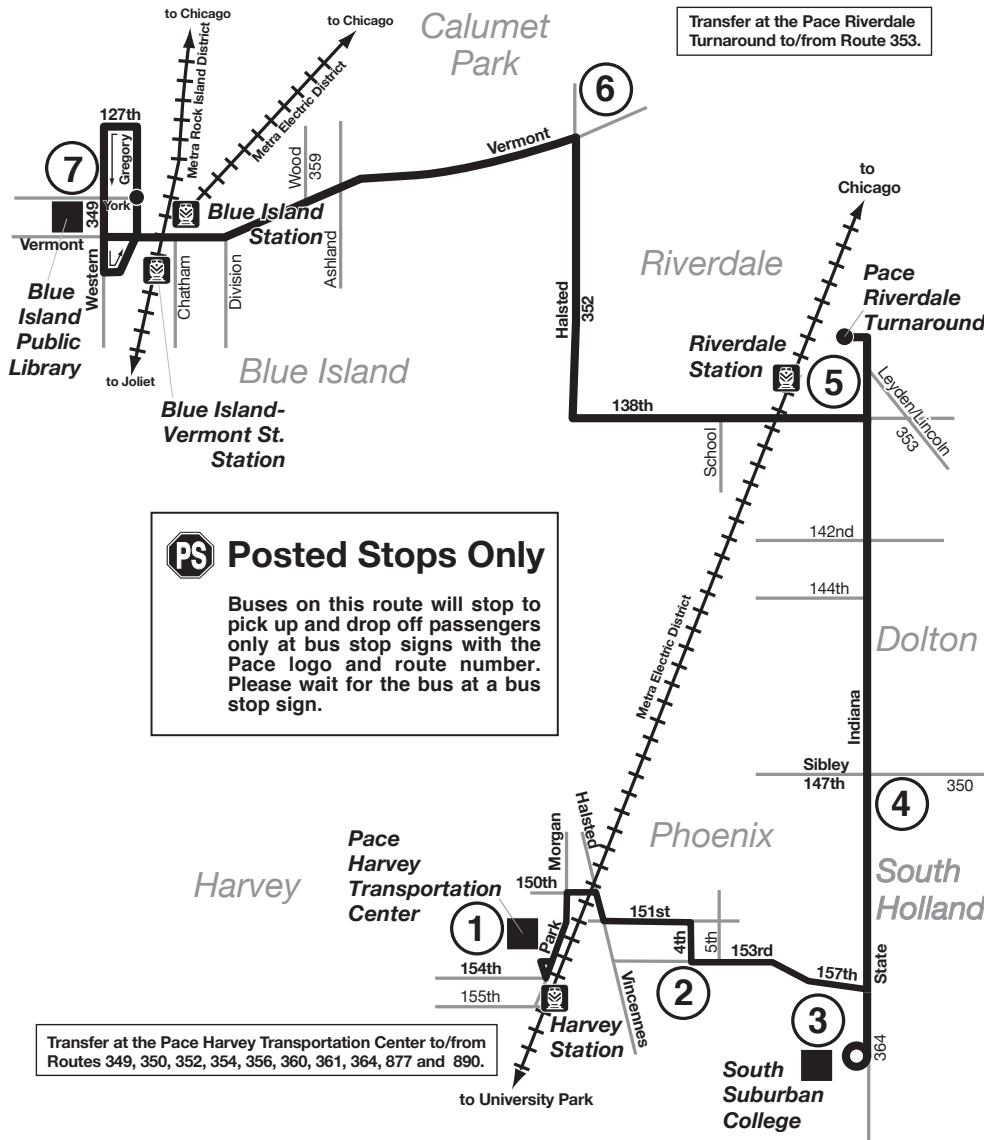 to Chicago
to Chicago
Calumet
Park
Transfer at the Pace Riverdale
Turnaround to/from Route 353.
Metra Rock Island District
Metra Electric District
6
127th
Gregory
Wood
359
Vermont
7
to
Chicago
York
349
Blue Island
Station
Vermont
Western
Ashland
Riverdale
Pace
Riverdale
Turnaround
Chatham
Division
Halsted
352
Blue
Island
Public
Library
Riverdale
Station
5
to Joliet
Blue Island
Leyden/Lincoln
353
138th
School
Blue Island-
Vermont St.
Station
PS Posted Stops Only
Buses on this route will stop to
pick up and drop off passengers
only at bus stop signs with the
Pace logo and route number.
Please wait for the bus at a bus
stop sign.
142nd
144th
Dolton
Metra Electric District
Indiana
Sibley
147th
350
4
Halsted
Morgan
Phoenix
Pace
Harvey
Transportation
Center
Harvey
South
Holland
150th
1
Park
151st
4th
5th
153rd
State
154th
157th
155th
2
Vincennes
3
Harvey
Station
364
Transfer at the Pace Harvey Transportation Center to/from
Routes 349, 350, 352, 354, 356, 360, 361, 364, 877 and 890.
South
Suburban
College
to University Park